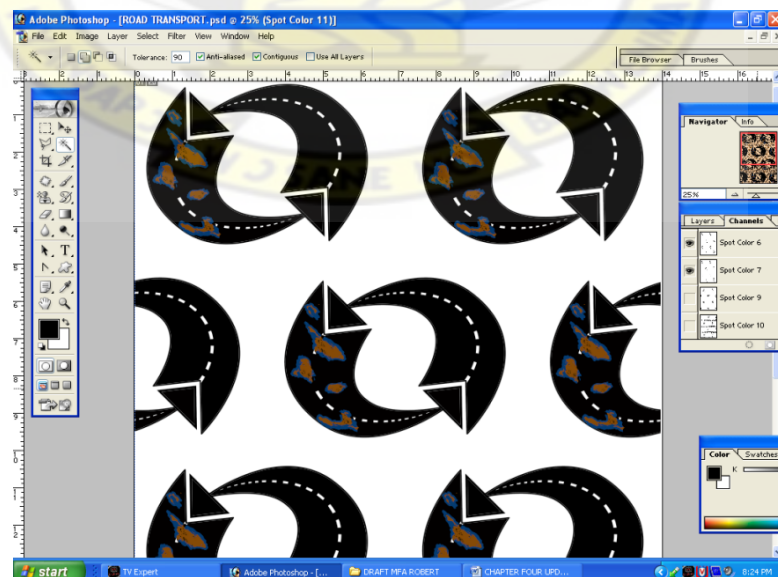 Adobe Photoshop - [ROAD TRANSPORT.psd @ 25% (Spot Color 11)]
File Edit Image Layer Select Filter View Window Help
Tolerance: 90 Anti-aliased Contiguous Use All Layers File Browser Brushes
Navigator Info
25%
Layers Channels
Spot Color 6
Spot Color 7
Spot Color 9
Spot Color 10
Color Swatches
K
start TV Expert Adobe Photoshop - [... DRAFT MFA ROBERT CHAPTER FOUR UPD... 8:24 PM